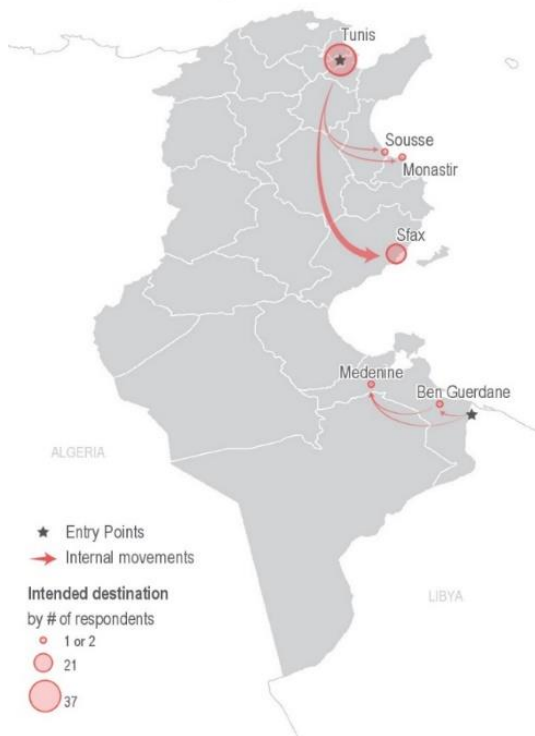 Tunis
Sousse
Monastir
Sfax
Medenine
Ben Guerdane
ALGERIA
Entry Points
Internal movements
LIBYA
Intended destination
by # of respondents
1 or 2
21
37